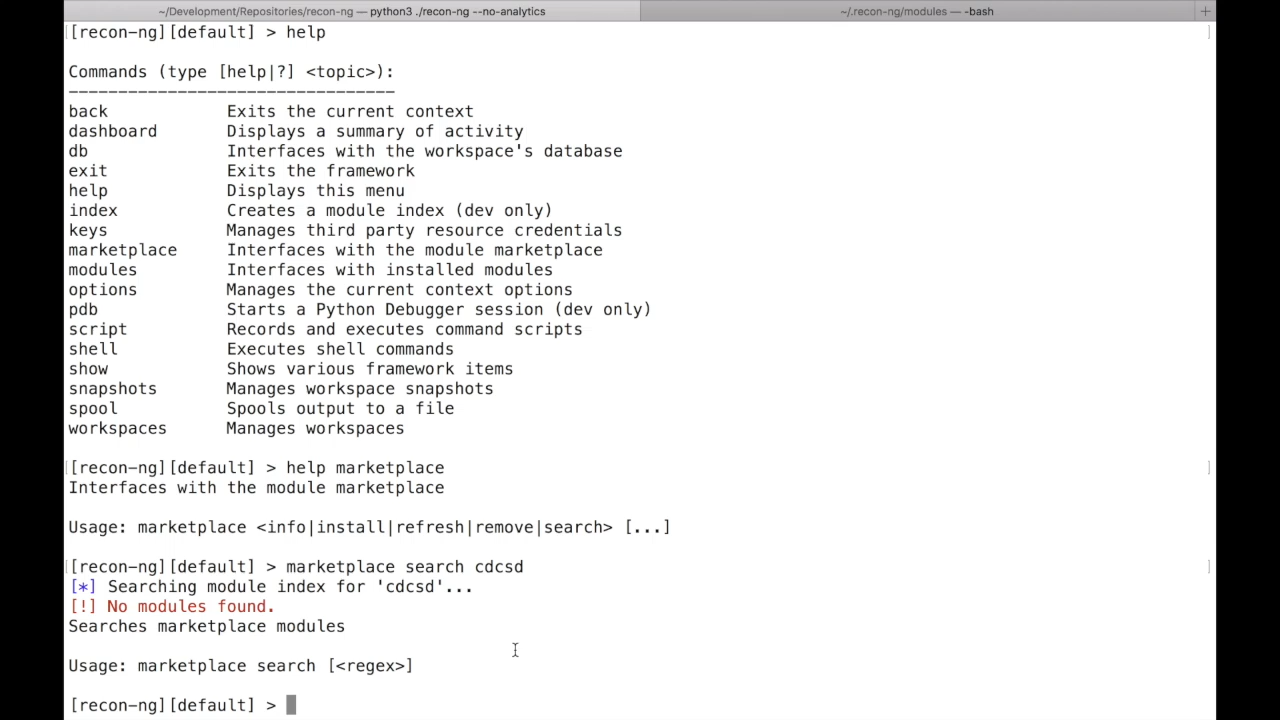 ~/Development/Repositories/recon-ng — python3 ./recon-ng --no-analytics
~/.recon-ng/modules — -bash
+
[recon-ng][default] > help
Commands (type [help|?] <topic>):
---------------------------------
back            Exits the current context
dashboard       Displays a summary of activity
db              Interfaces with the workspace's database
exit            Exits the framework
help            Displays this menu
index           Creates a module index (dev only)
keys            Manages third party resource credentials
marketplace     Interfaces with the module marketplace
modules         Interfaces with installed modules
options         Manages the current context options
pdb             Starts a Python Debugger session (dev only)
script          Records and executes command scripts
shell           Executes shell commands
show            Shows various framework items
snapshots       Manages workspace snapshots
spool           Spools output to a file
workspaces      Manages workspaces
[recon-ng][default] > help marketplace
Interfaces with the module marketplace
Usage: marketplace <info|install|refresh|remove|search> [...]
[recon-ng][default] > marketplace search cdcsd
[*] Searching module index for 'cdcsd'...
[!] No modules found.
Searches marketplace modules
Usage: marketplace search [<regex>]
[recon-ng][default] >